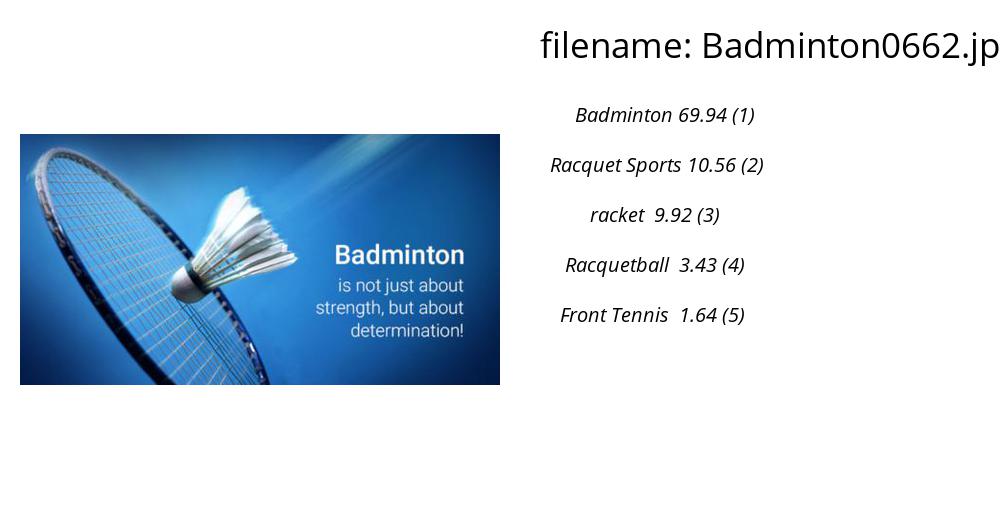 filename: Badminton0662.jp
Badminton 69.94 (1)
Racquet Sports 10.56 (2)
racket 9.92 (3)
Racquetball 3.43 (4)
Front Tennis 1.64 (5)
Badminton
is not just about
strength, but about
determination!